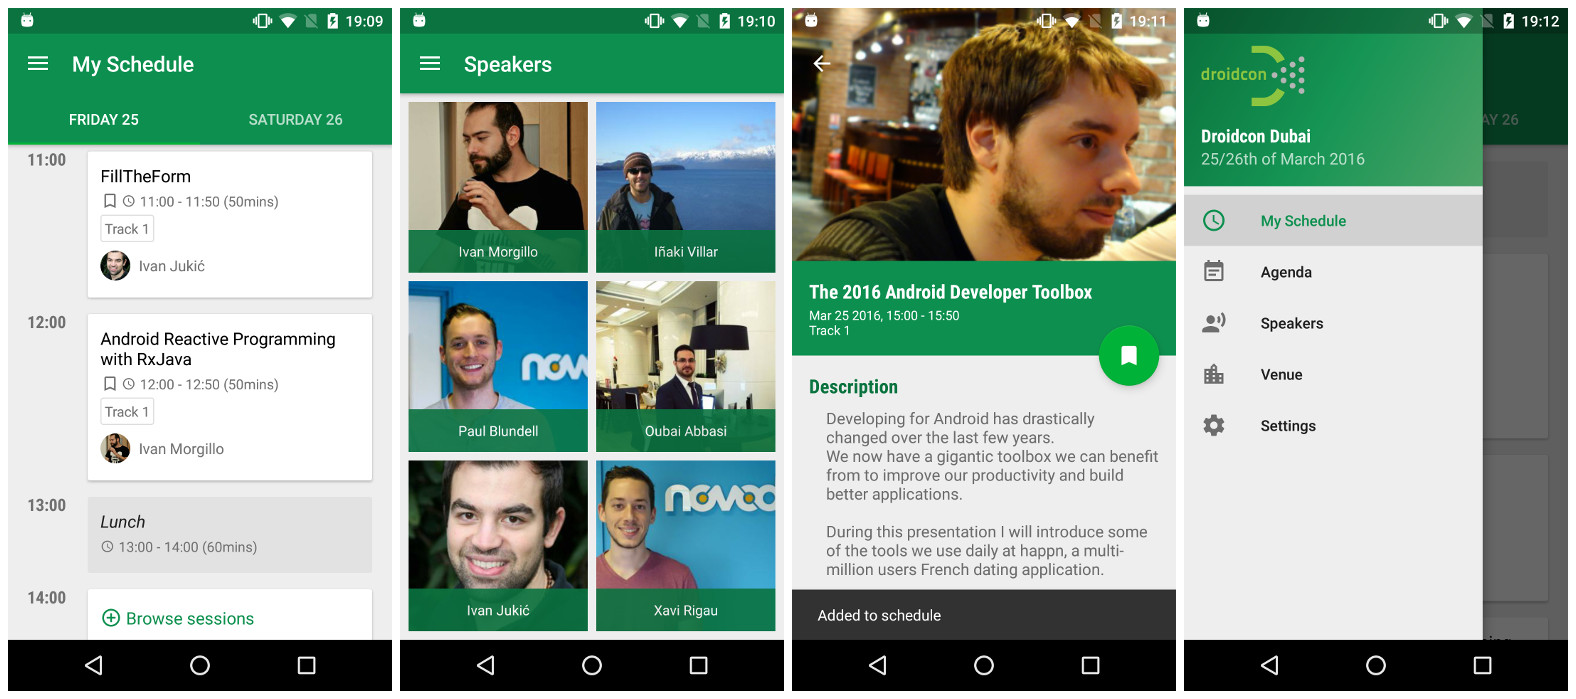 19:09
My Schedule
FRIDAY 25
SATURDAY 26
11:00
FillTheForm
11:00 - 11:50 (50mins)
Track 1
Ivan Jukić
12:00
Android Reactive Programming
with RxJava
12:00 - 12:50 (50mins)
Track 1
Ivan Morgillo
13:00
Lunch
13:00 - 14:00 (60mins)
14:00
Browse sessions
19:10
Speakers
Ivan Morgillo
Iñaki Villar
Paul Blundell
Oubai Abbasi
Ivan Jukić
Xavi Rigau
19:11
The 2016 Android Developer Toolbox
Mar 25 2016, 15:00 - 15:50
Track 1
Description
Developing for Android has drastically
changed over the last few years.
We now have a gigantic toolbox we can benefit
from to improve our productivity and build
better applications.
During this presentation I will introduce some
of the tools we use daily at happn, a multi-
million users French dating application.
Added to schedule
19:12
droidcon
Droidcon Dubai
25/26th of March 2016
AY 26
My Schedule
Agenda
Speakers
Venue
Settings